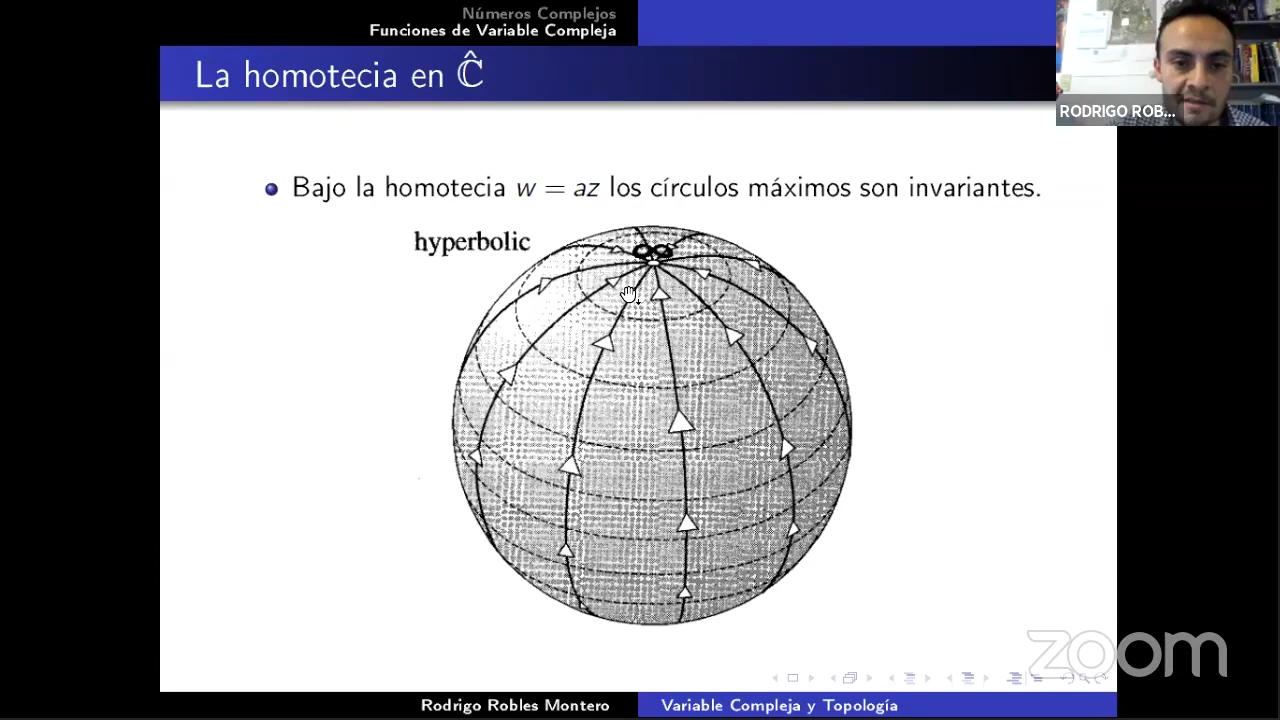 Números Complejos
Funciones de Variable Compleja
La homotecia en Ĉ
RODRIGO ROB...
Bajo la homotecia w = az los círculos máximos son invariantes.
hyperbolic
∞
zoom
Rodrigo Robles Montero
Variable Compleja y Topología